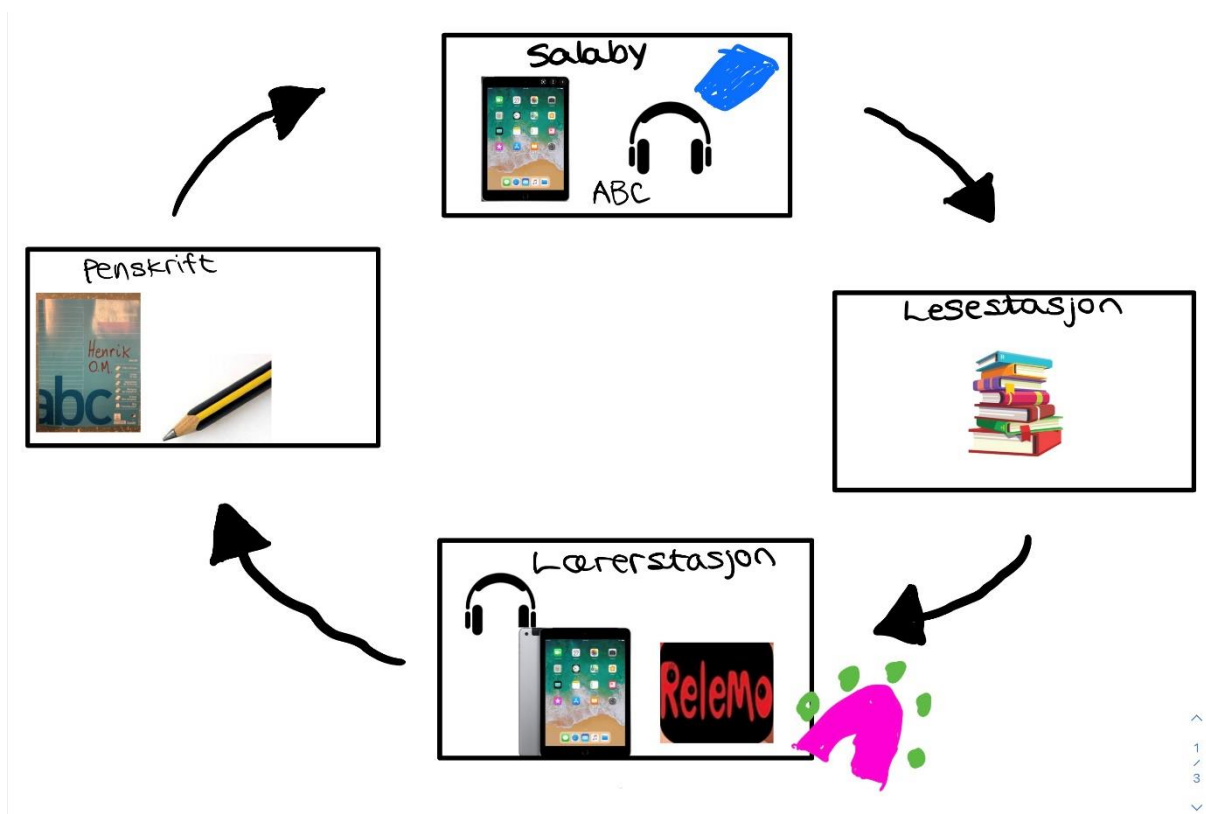 Salaby
ABC
Penskrift
Henrik
O.M.
abc
Lesestasjon
Lærerstasjon
Relemo
1
/
3